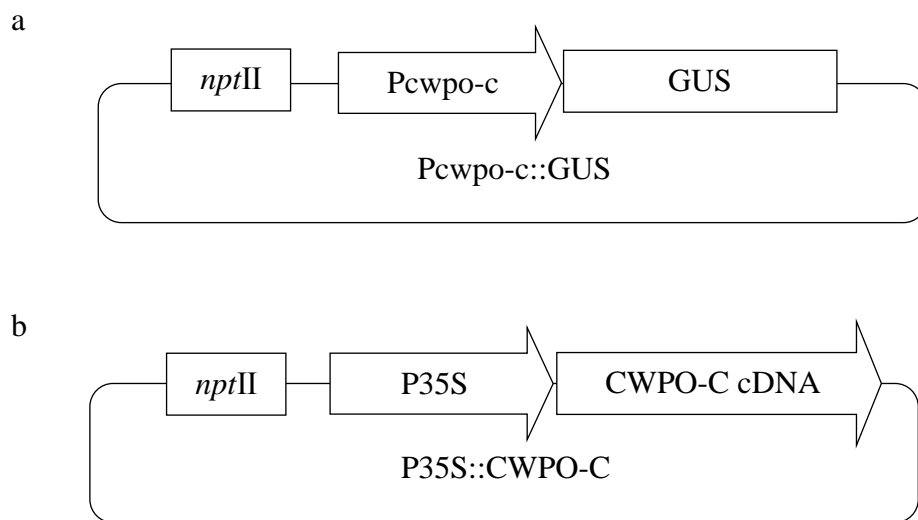 a
nptII Pcwpo-c GUS
Pcwpo-c::GUS
b
nptII P35S CWPO-C cDNA
P35S::CWPO-C